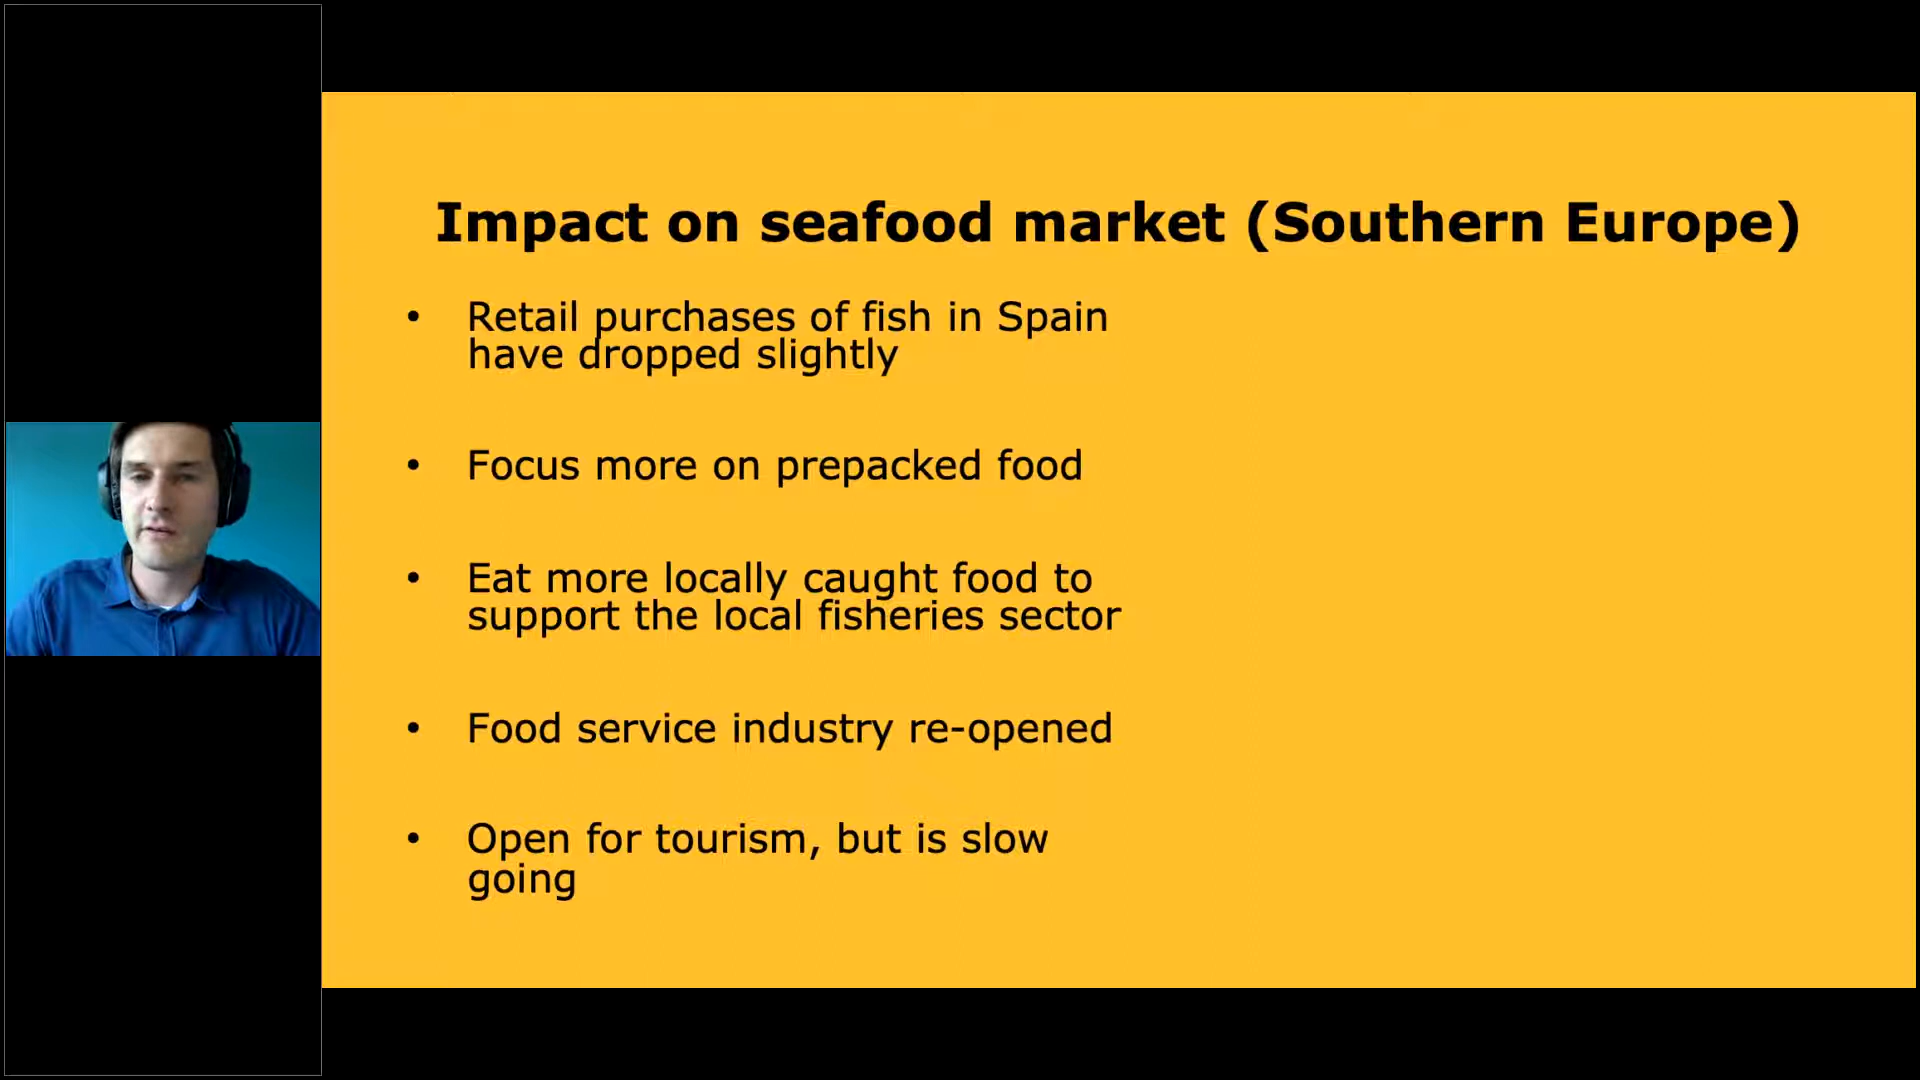 Impact on seafood market (Southern Europe)
• Retail purchases of fish in Spain
have dropped slightly
• Focus more on prepacked food
• Eat more locally caught food to
support the local fisheries sector
• Food service industry re-opened
• Open for tourism, but is slow
going